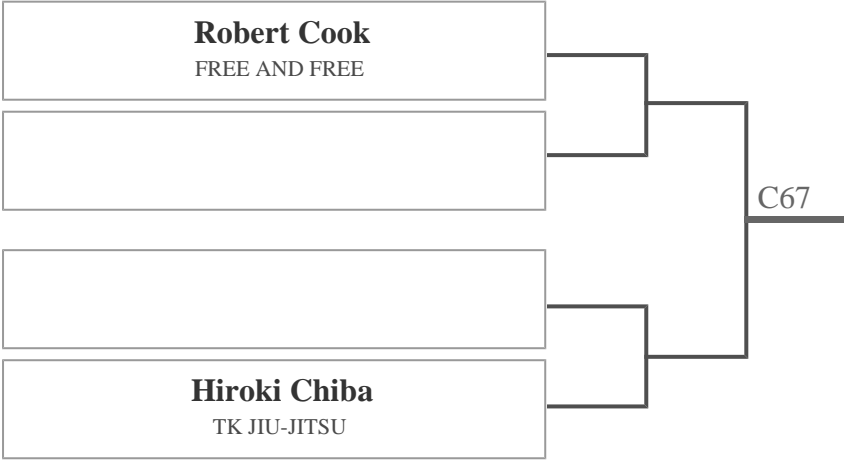 Robert Cook
FREE AND FREE
C67
Hiroki Chiba
TK JIU-JITSU